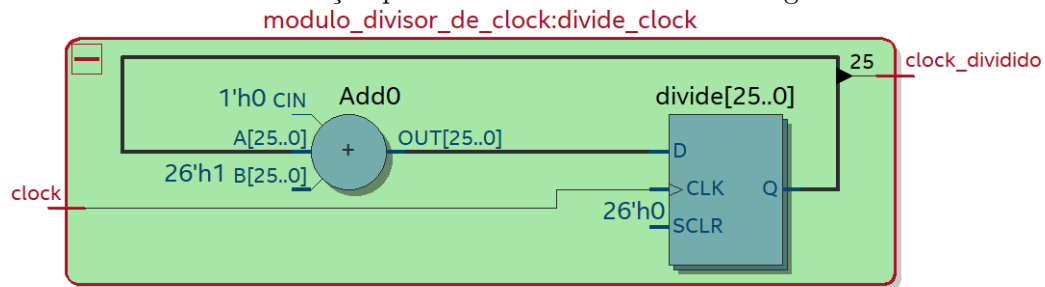 modulo_divisor_de_clock:divide_clock
25
clock_dividido
1'h0 CIN
Add0
divide[25..0]
A[25..0]
+
OUT[25..0]
D
26'h1 B[25..0]
clock
CLK
Q
26'h0
SCLR